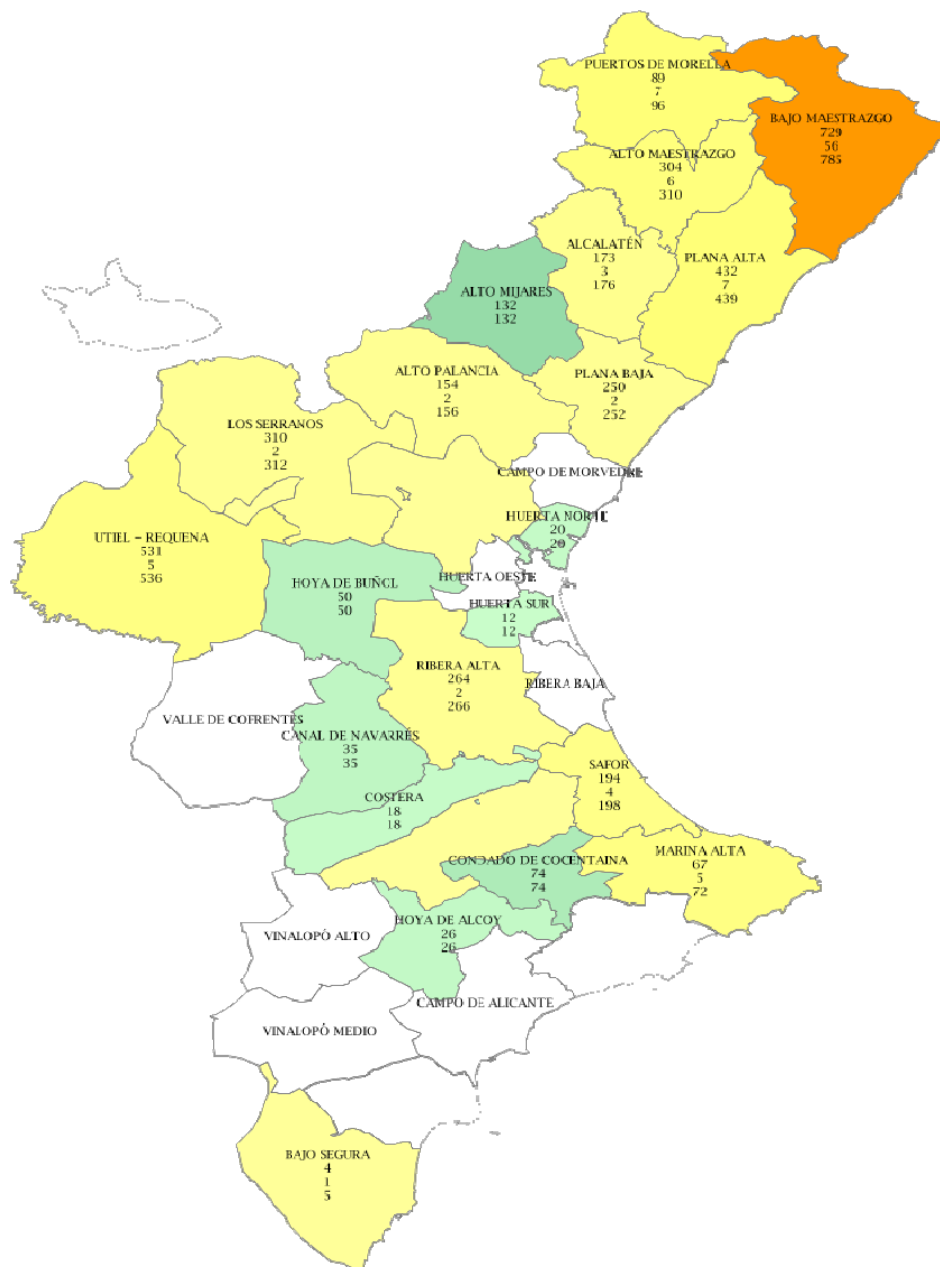 PUERTOS DE MORELLA
89
7
96
BAJO MAESTRAZGO
729
56
785
ALTO MAESTRAZGO
304
6
310
ALCALATÉN
173
3
176
PLANA ALTA
432
7
439
ALTO MIJARES
132
132
ALTO PALANCIA
154
2
156
PLANA BAJA
250
2
252
LOS SERRANOS
310
2
312
CAMPO DE MORVEDRE
HUERTA NORTE
20
20
UTIEL – REQUENA
531
5
536
HOYA DE BUÑOL
50
50
HUERTA OESTE
HUERTA SUR
12
12
RIBERA ALTA
264
2
266
RIBERA BAJA
VALLE DE COFRENTES
CANAL DE NAVARRÉS
35
35
SAFOR
194
4
198
COSTERA
18
18
MARINA ALTA
67
5
72
CONDADO DE COCENTAINA
74
74
HOYA DE ALCOY
26
26
VINALOPÓ ALTO
CAMPO DE ALICANTE
VINALOPÓ MEDIO
BAJO SEGURA
4
1
5